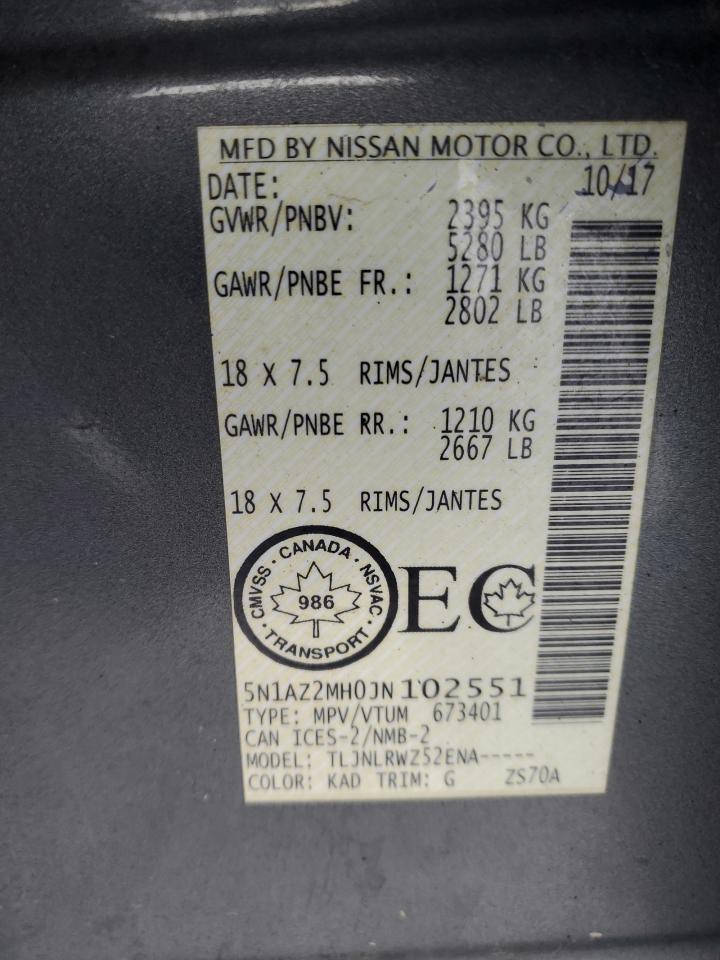 MFD BY NISSAN MOTOR CO., LTD.
DATE: 10/17
GVWR/PNBV: 2395 KG
5280 LB
GAWR/PNBE FR.: 1271 KG
2802 LB
18 X 7.5 RIMS/JANTES
GAWR/PNBE RR.: 1210 KG
2667 LB
18 X 7.5 RIMS/JANTES
CMVSS · CANADA · NSVAC
986
· TRANSPORT ·
EC
5N1AZ2MH0JN102551
TYPE: MPV/VTUM 673401
CAN ICES-2/NMB-2
MODEL: TLJNLRWZ52ENA-----
COLOR: KAD TRIM: G ZS70A